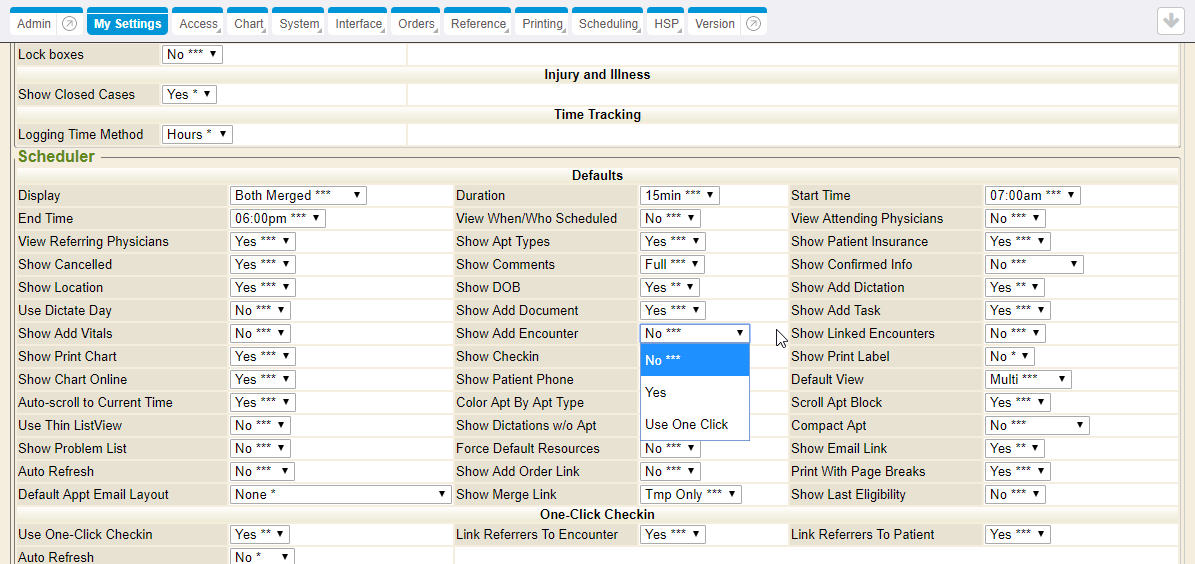 Admin My Settings Access Chart System Interface Orders Reference Printing Scheduling HSP Version
Lock boxes No ***
Injury and Illness
Show Closed Cases Yes *
Time Tracking
Logging Time Method Hours *
Scheduler
Defaults
Display Both Merged *** Duration 15min *** Start Time 07:00am ***
End Time 06:00pm *** View When/Who Scheduled No *** View Attending Physicians No ***
View Referring Physicians Yes *** Show Apt Types Yes *** Show Patient Insurance Yes ***
Show Cancelled Yes *** Show Comments Full *** Show Confirmed Info No ***
Show Location Yes *** Show DOB Yes ** Show Add Dictation Yes **
Use Dictate Day No *** Show Add Document Yes *** Show Add Task Yes ***
Show Add Vitals No *** Show Add Encounter No *** Show Linked Encounters No ***
Show Print Chart Yes *** Show Checkin No *** Show Print Label No *
Show Chart Online Yes *** Show Patient Phone Yes Default View Multi ***
Auto-scroll to Current Time Yes *** Color Apt By Apt Type Scroll Apt Block Yes ***
Use Thin ListView No *** Show Dictations w/o Apt Use One Click Compact Apt No ***
Show Problem List No *** Force Default Resources No *** Show Email Link Yes **
Auto Refresh No *** Show Add Order Link No *** Print With Page Breaks Yes ***
Default Appt Email Layout None * Show Merge Link Tmp Only *** Show Last Eligibility No ***
One-Click Checkin
Use One-Click Checkin Yes ** Link Referrers To Encounter Yes *** Link Referrers To Patient Yes ***
Auto Refresh No *